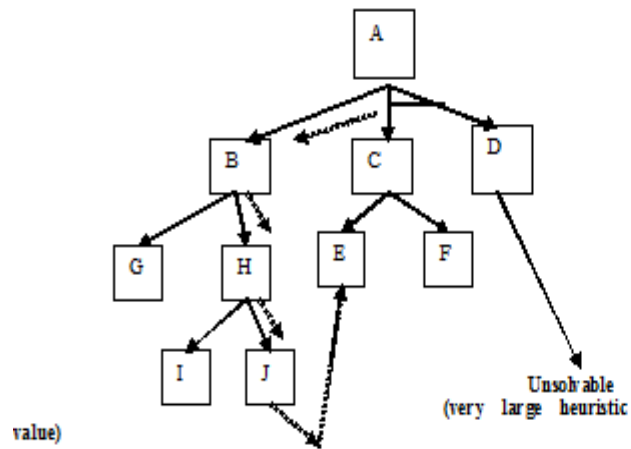 A
B
C
D
G
H
E
F
I
J
Unsolvable
(very large heuristic
value)